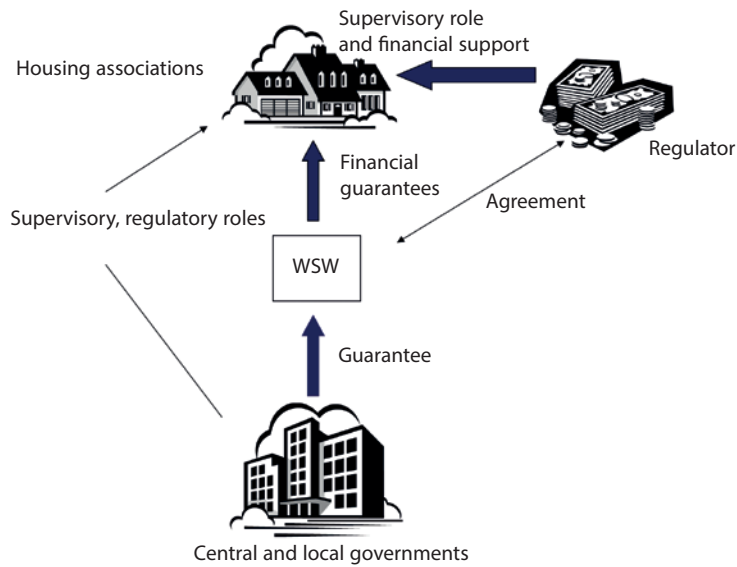 Supervisory role
and financial support
Housing associations
Regulator
Financial
guarantees
Agreement
Supervisory, regulatory roles
WSW
Guarantee
Central and local governments